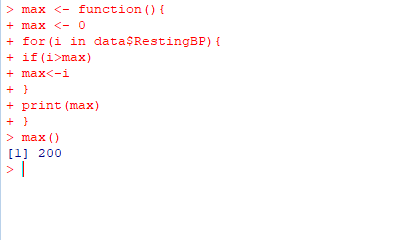 > max <- function(){
+ max <- 0
+ for(i in data$RestingBP){
+ if(i>max)
+ max<-i
+ }
+ print(max)
+ }
> max()
[1] 200
>